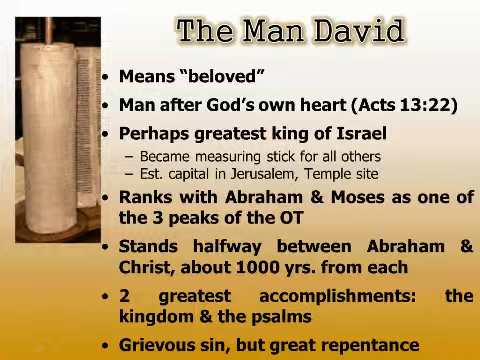 The Man David
• Means “beloved”
• Man after God’s own heart (Acts 13:22)
• Perhaps greatest king of Israel
– Became measuring stick for all others
– Est. capital in Jerusalem, Temple site
• Ranks with Abraham & Moses as one of
the 3 peaks of the OT
• Stands halfway between Abraham &
Christ, about 1000 yrs. from each
• 2 greatest accomplishments: the
kingdom & the psalms
• Grievous sin, but great repentance